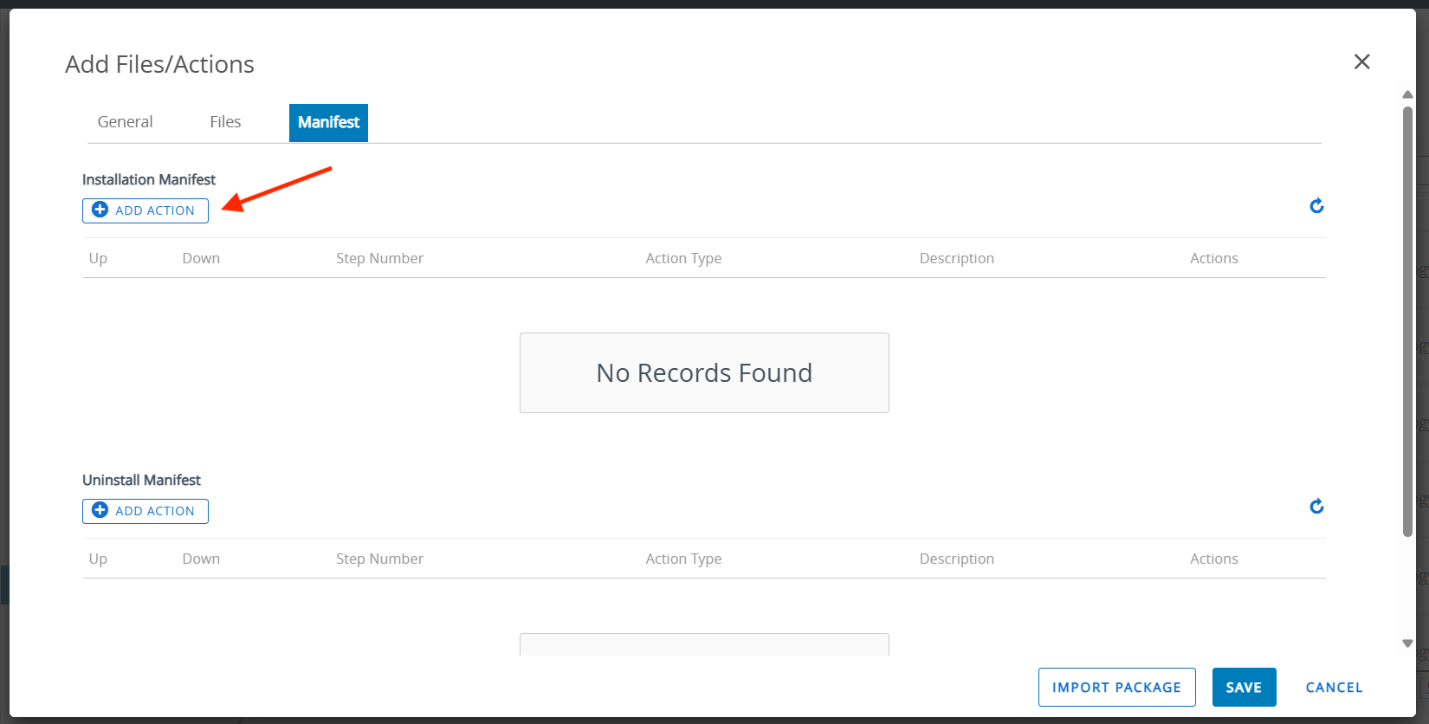 Add Files/Actions
General Files Manifest
Installation Manifest
ADD ACTION
Up Down Step Number Action Type Description Actions
No Records Found
Uninstall Manifest
ADD ACTION
Up Down Step Number Action Type Description Actions
IMPORT PACKAGE SAVE CANCEL